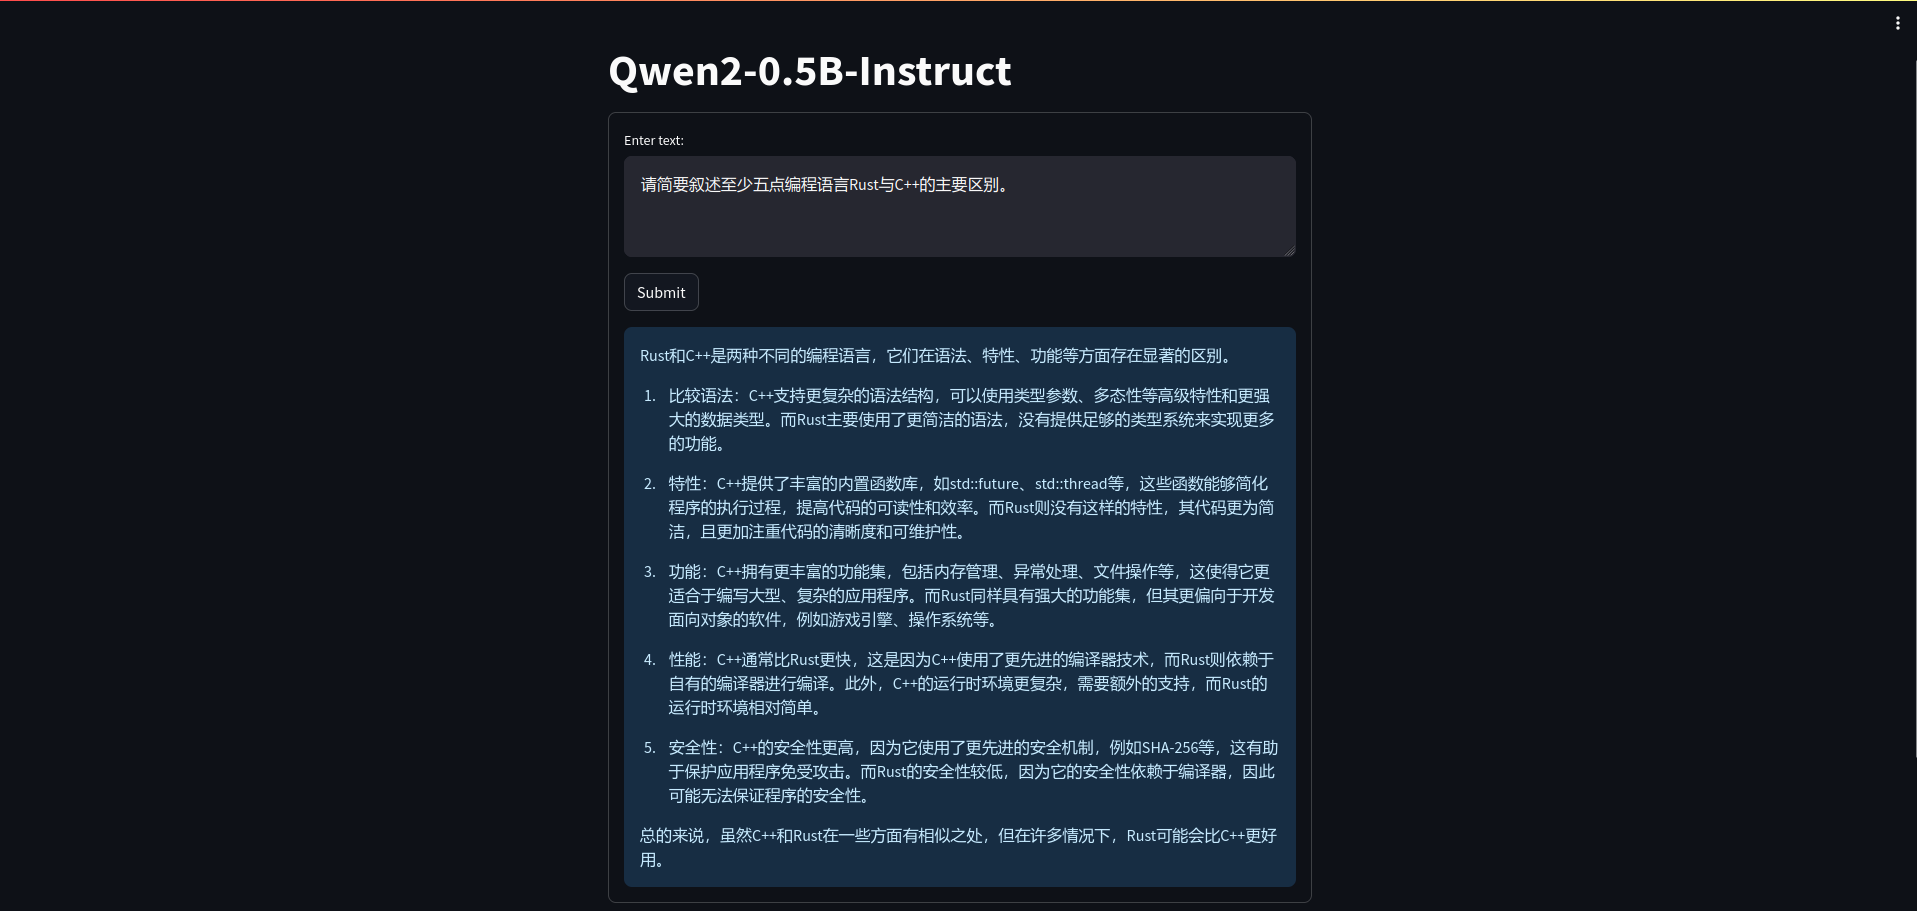 Qwen2-0.5B-Instruct
Enter text:
请简要叙述至少五点编程语言Rust与C++的主要区别。
Submit
Rust和C++是两种不同的编程语言，它们在语法、特性、功能等方面存在显著的区别。
1. 比较语法：C++支持更复杂的语法结构，可以使用类型参数、多态性等高级特性和更强
大的数据类型。而Rust主要使用了更简洁的语法，没有提供足够的类型系统来实现更多
的功能。
2. 特性：C++提供了丰富的内置函数库，如std::future、std::thread等，这些函数能够简化
程序的执行过程，提高代码的可读性和效率。而Rust则没有这样的特性，其代码更为简
洁，且更加注重代码的清晰度和可维护性。
3. 功能：C++拥有更丰富的功能集，包括内存管理、异常处理、文件操作等，这使得它更
适合于编写大型、复杂的应用程序。而Rust同样具有强大的功能集，但其更偏向于开发
面向对象的软件，例如游戏引擎、操作系统等。
4. 性能：C++通常比Rust更快，这是因为C++使用了更先进的编译器技术，而Rust则依赖于
自有的编译器进行编译。此外，C++的运行时环境更复杂，需要额外的支持，而Rust的
运行时环境相对简单。
5. 安全性：C++的安全性更高，因为它使用了更先进的安全机制，例如SHA-256等，这有助
于保护应用程序免受攻击。而Rust的安全性较低，因为它的安全性依赖于编译器，因此
可能无法保证程序的安全性。
总的来说，虽然C++和Rust在一些方面有相似之处，但在许多情况下，Rust可能会比C++更好
用。